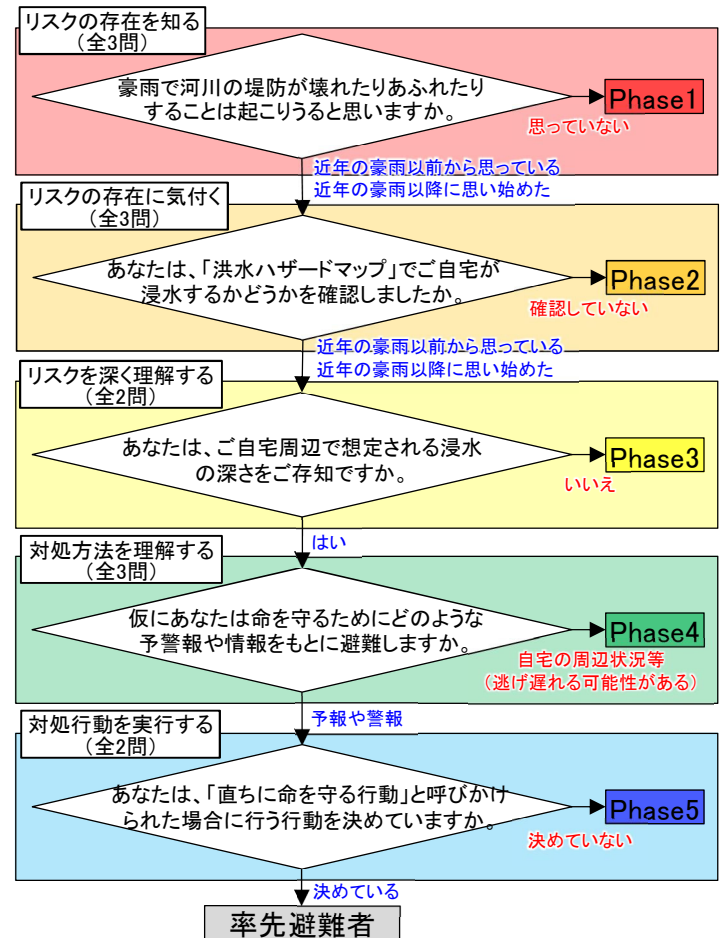 リスクの存在を知る
（全3問）
豪雨で河川の堤防が壊れたりあふれたり
することは起こりうると思いますか。
Phase1
思っていない
近年の豪雨以前から思っている
近年の豪雨以降に思い始めた
リスクの存在に気付く
（全3問）
あなたは、「洪水ハザードマップ」でご自宅が
浸水するかどうかを確認しましたか。
Phase2
確認していない
近年の豪雨以前から思っている
近年の豪雨以降に思い始めた
リスクを深く理解する
（全2問）
あなたは、ご自宅周辺で想定される浸水
の深さをご存知ですか。
Phase3
いいえ
はい
対処方法を理解する
（全3問）
仮にあなたは命を守るためにどのような
予警報や情報をもとに避難しますか。
Phase4
自宅の周辺状況等
（逃げ遅れる可能性がある）
予報や警報
対処行動を実行する
（全2問）
あなたは、「直ちに命を守る行動」と呼びかけ
られた場合に行う行動を決めていますか。
Phase5
決めていない
決めている
率先避難者